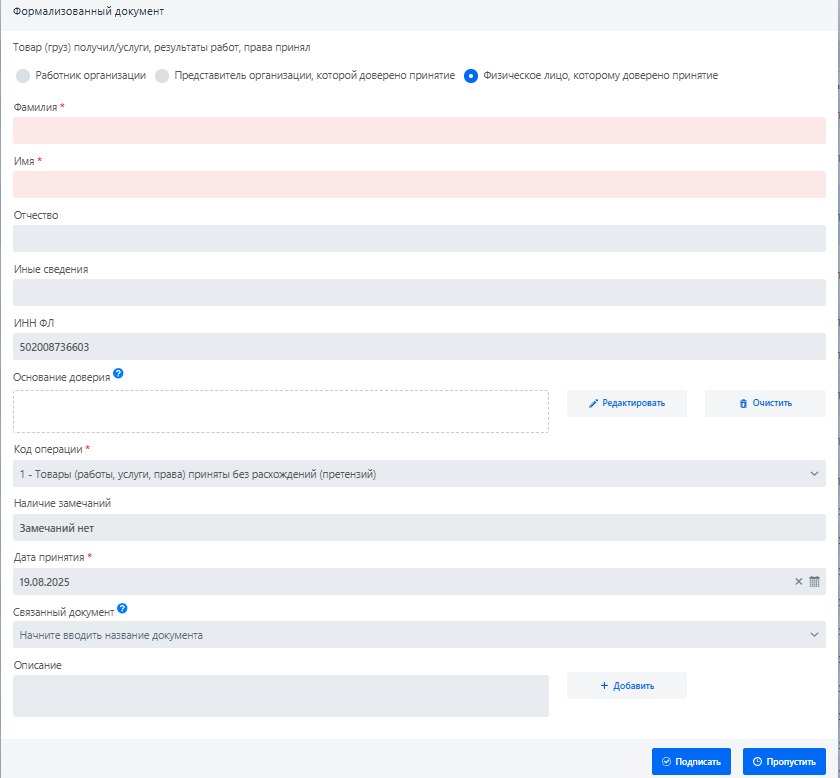 Формализованный документ
Товар (груз) получил/услуги, результаты работ, права принял
Работник организации Представитель организации, которой доверено принятие Физическое лицо, которому доверено принятие
Фамилия *
Имя *
Отчество
Иные сведения
ИНН ФЛ
502008736603
Основание доверия ?
Редактировать Очистить
Код операции *
1 - Товары (работы, услуги, права) приняты без расхождений (претензий)
Наличие замечаний
Замечаний нет
Дата принятия *
19.08.2025
Связанный документ ?
Начните вводить название документа
Описание
+ Добавить
Подписать Пропустить